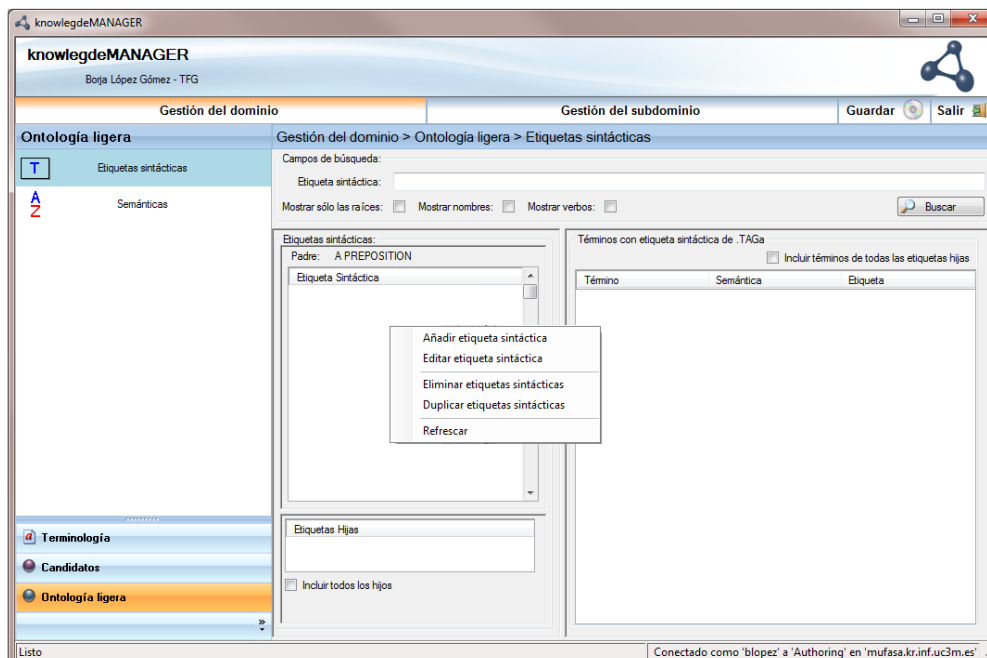 knowlegdeMANAGER
knowlegdeMANAGER
Borja López Gómez - TFG
Gestión del dominio
Gestión del subdominio
Guardar
Salir
Ontología ligera
Gestión del dominio > Ontología ligera > Etiquetas sintácticas
T
Etiquetas sintácticas
A
Z
Semánticas
Campos de búsqueda:
Etiqueta sintáctica:
Mostrar sólo las raíces:
Mostrar nombres:
Mostrar verbos:
Buscar
Etiquetas sintácticas:
Padre: A PREPOSITION
Etiqueta Sintáctica
Términos con etiqueta sintáctica de .TAGa
Incluir términos de todas las etiquetas hijas
Término
Semántica
Etiqueta
Añadir etiqueta sintáctica
Editar etiqueta sintáctica
Eliminar etiquetas sintácticas
Duplicar etiquetas sintácticas
Refrescar
Etiquetas Hijas
Incluir todos los hijos
a Terminología
Candidatos
Ontología ligera
»
Listo
Conectado como 'blopez' a 'Authoring' en 'mufasa.kr.inf.uc3m.es'